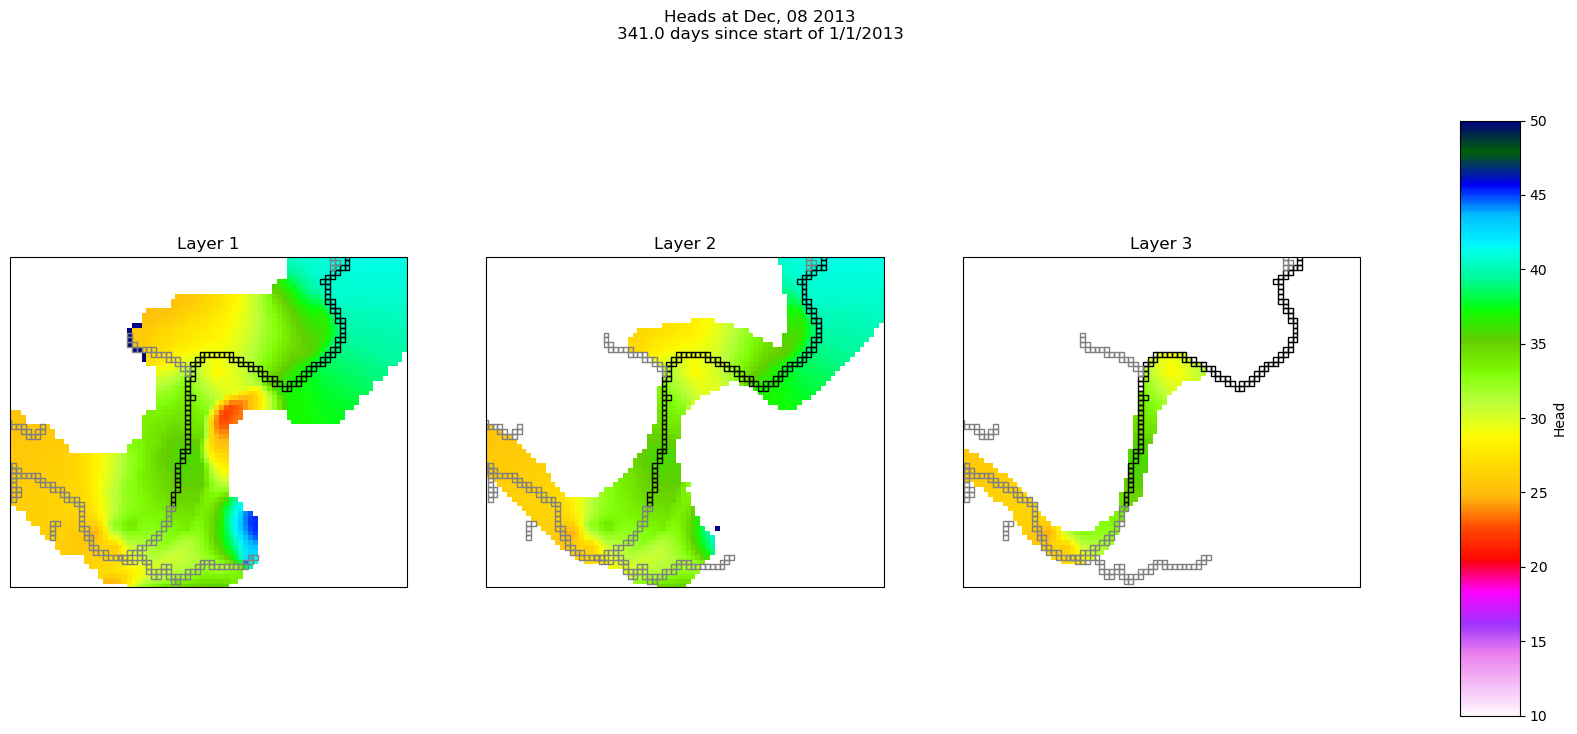 Heads at Dec, 08 2013
341.0 days since start of 1/1/2013
Layer 1
Layer 2
Layer 3
50
45
40
35
30
25
20
15
10
Head